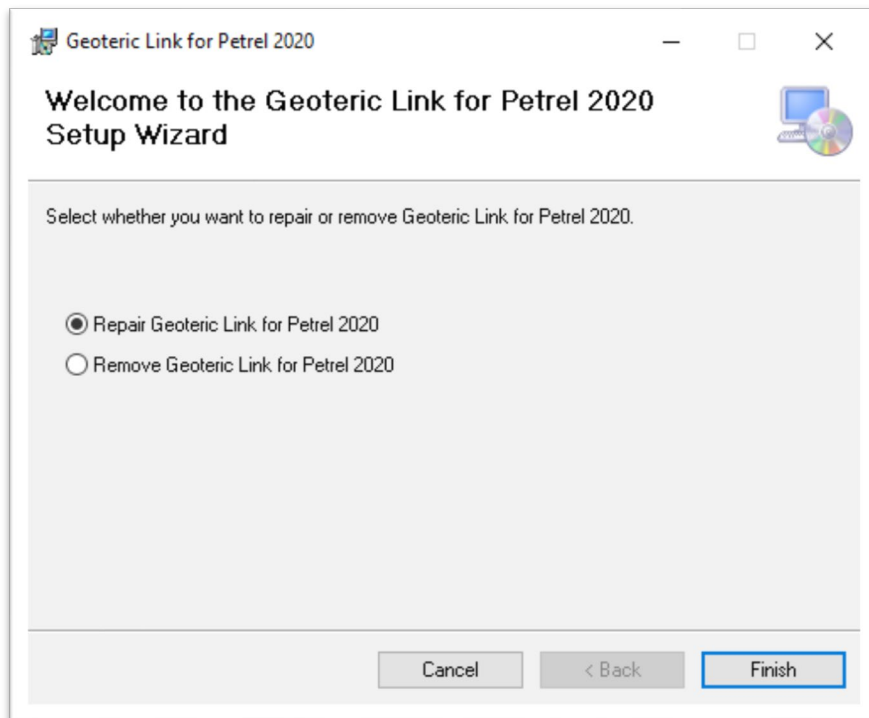 Geoteric Link for Petrel 2020
Welcome to the Geoteric Link for Petrel 2020
Setup Wizard
Select whether you want to repair or remove Geoteric Link for Petrel 2020.
Repair Geoteric Link for Petrel 2020
Remove Geoteric Link for Petrel 2020
Cancel
< Back
Finish